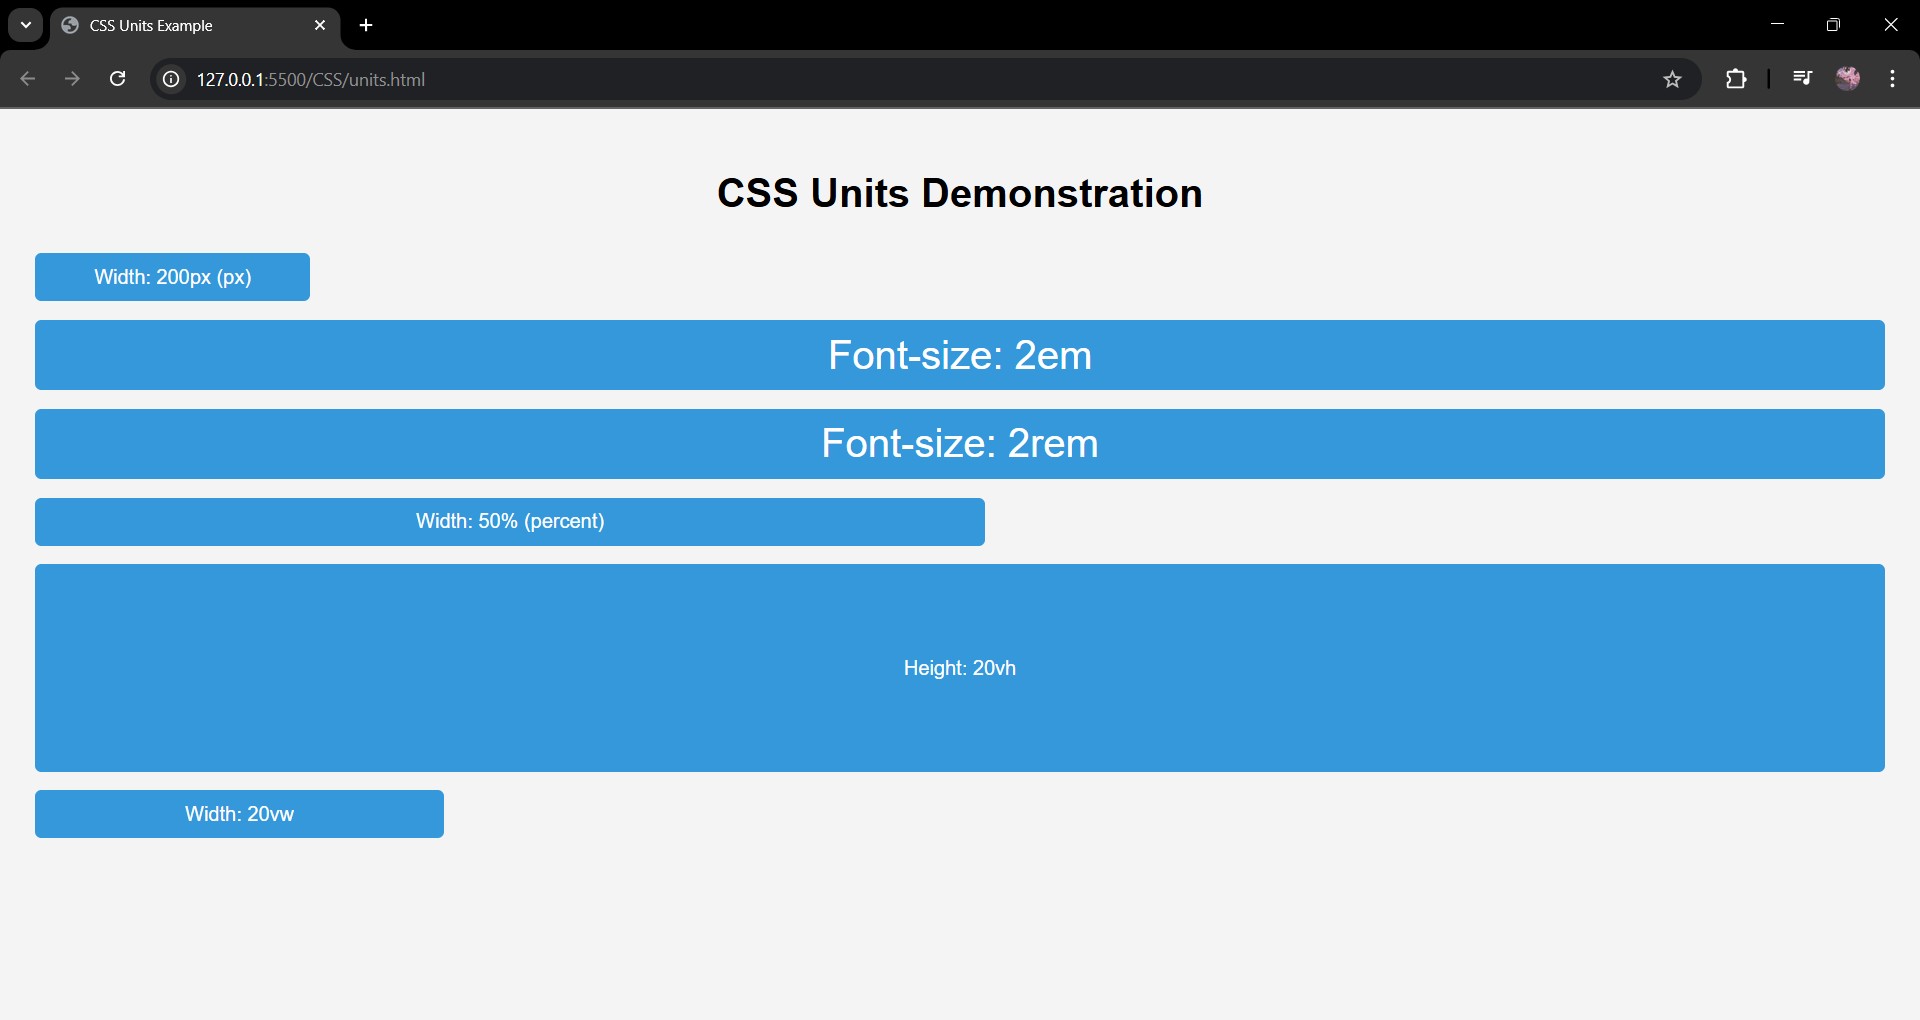 CSS Units Example
127.0.0.1:5500/CSS/units.html
CSS Units Demonstration
Width: 200px (px)
Font-size: 2em
Font-size: 2rem
Width: 50% (percent)
Height: 20vh
Width: 20vw